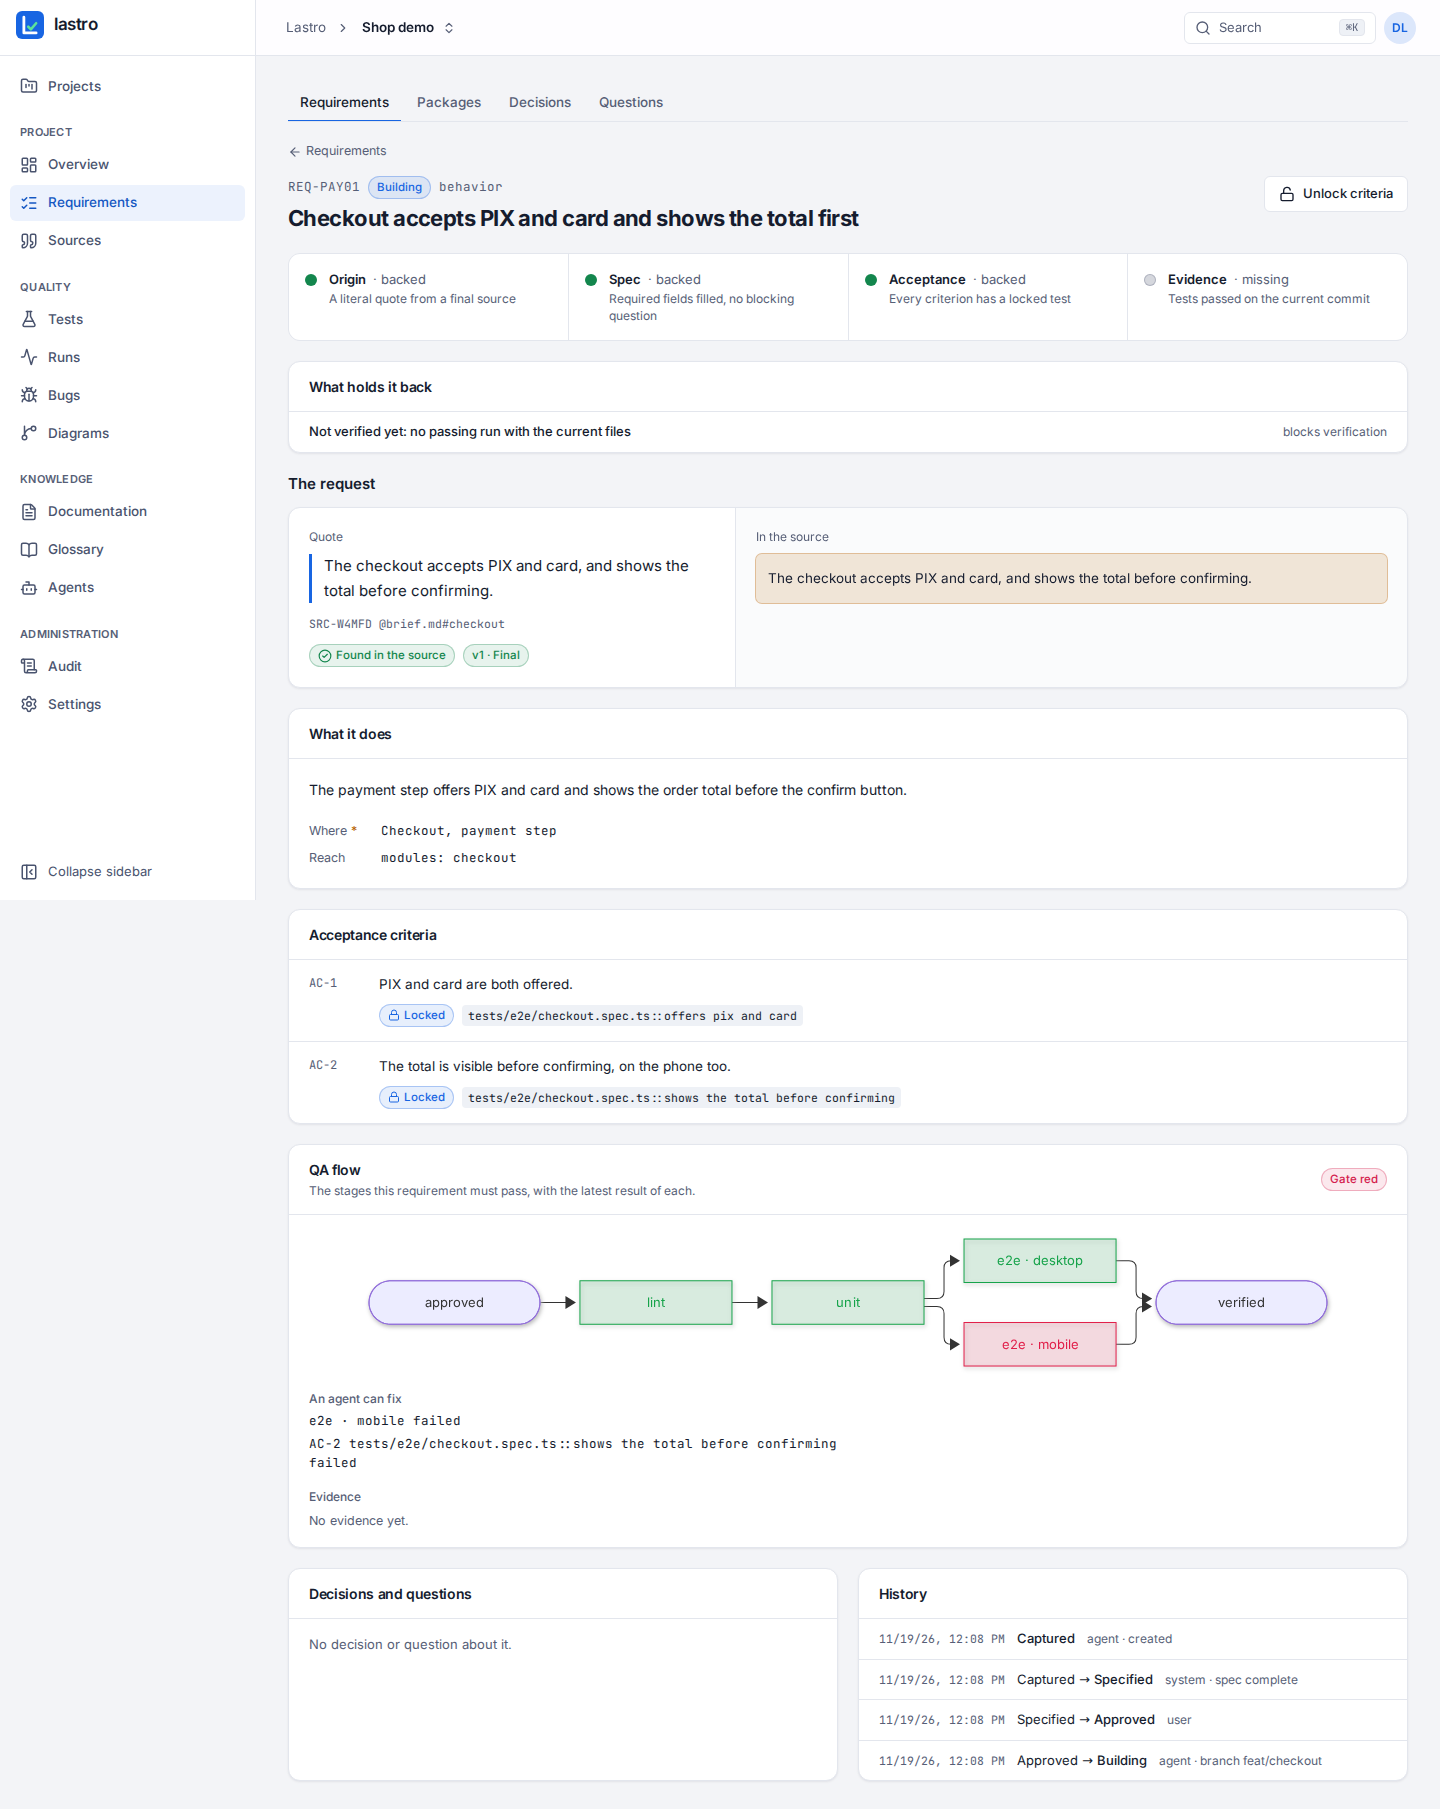 lastro
Lastro
Shop demo
Search
⌘K
DL
Projects
PROJECT
Overview
Requirements
Sources
QUALITY
Tests
Runs
Bugs
Diagrams
KNOWLEDGE
Documentation
Glossary
Agents
ADMINISTRATION
Audit
Settings
Collapse sidebar
Requirements Packages Decisions Questions
← Requirements
REQ-PAY01 Building behavior
Unlock criteria
Checkout accepts PIX and card and shows the total first
Origin · backed
A literal quote from a final source
Spec · backed
Required fields filled, no blocking
question
Acceptance · backed
Every criterion has a locked test
Evidence · missing
Tests passed on the current commit
What holds it back
Not verified yet: no passing run with the current files
blocks verification
The request
Quote
The checkout accepts PIX and card, and shows the
total before confirming.
SRC-W4MFD @brief.md#checkout
Found in the source
v1 · Final
In the source
The checkout accepts PIX and card, and shows the total before confirming.
What it does
The payment step offers PIX and card and shows the order total before the confirm button.
Where * Checkout, payment step
Reach modules: checkout
Acceptance criteria
AC-1 PIX and card are both offered.
Locked tests/e2e/checkout.spec.ts::offers pix and card
AC-2 The total is visible before confirming, on the phone too.
Locked tests/e2e/checkout.spec.ts::shows the total before confirming
QA flow
The stages this requirement must pass, with the latest result of each.
Gate red
approved
lint
unit
e2e · desktop
e2e · mobile
verified
An agent can fix
e2e · mobile failed
AC-2 tests/e2e/checkout.spec.ts::shows the total before confirming
failed
Evidence
No evidence yet.
Decisions and questions
No decision or question about it.
History
11/19/26, 12:08 PM Captured agent · created
11/19/26, 12:08 PM Captured → Specified system · spec complete
11/19/26, 12:08 PM Specified → Approved user
11/19/26, 12:08 PM Approved → Building agent · branch feat/checkout